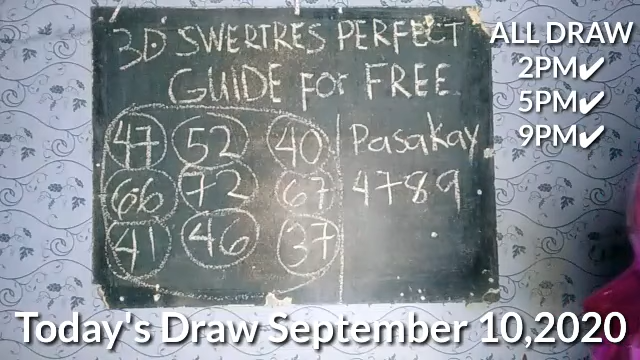 3D SWERTRES PERFECT
GUIDE for FREE
47 52 40
66 72 67
41 46 37
Pasakay
4789
ALL DRAW
2PM✔
5PM✔
9PM✔
Today's Draw September 10,2020